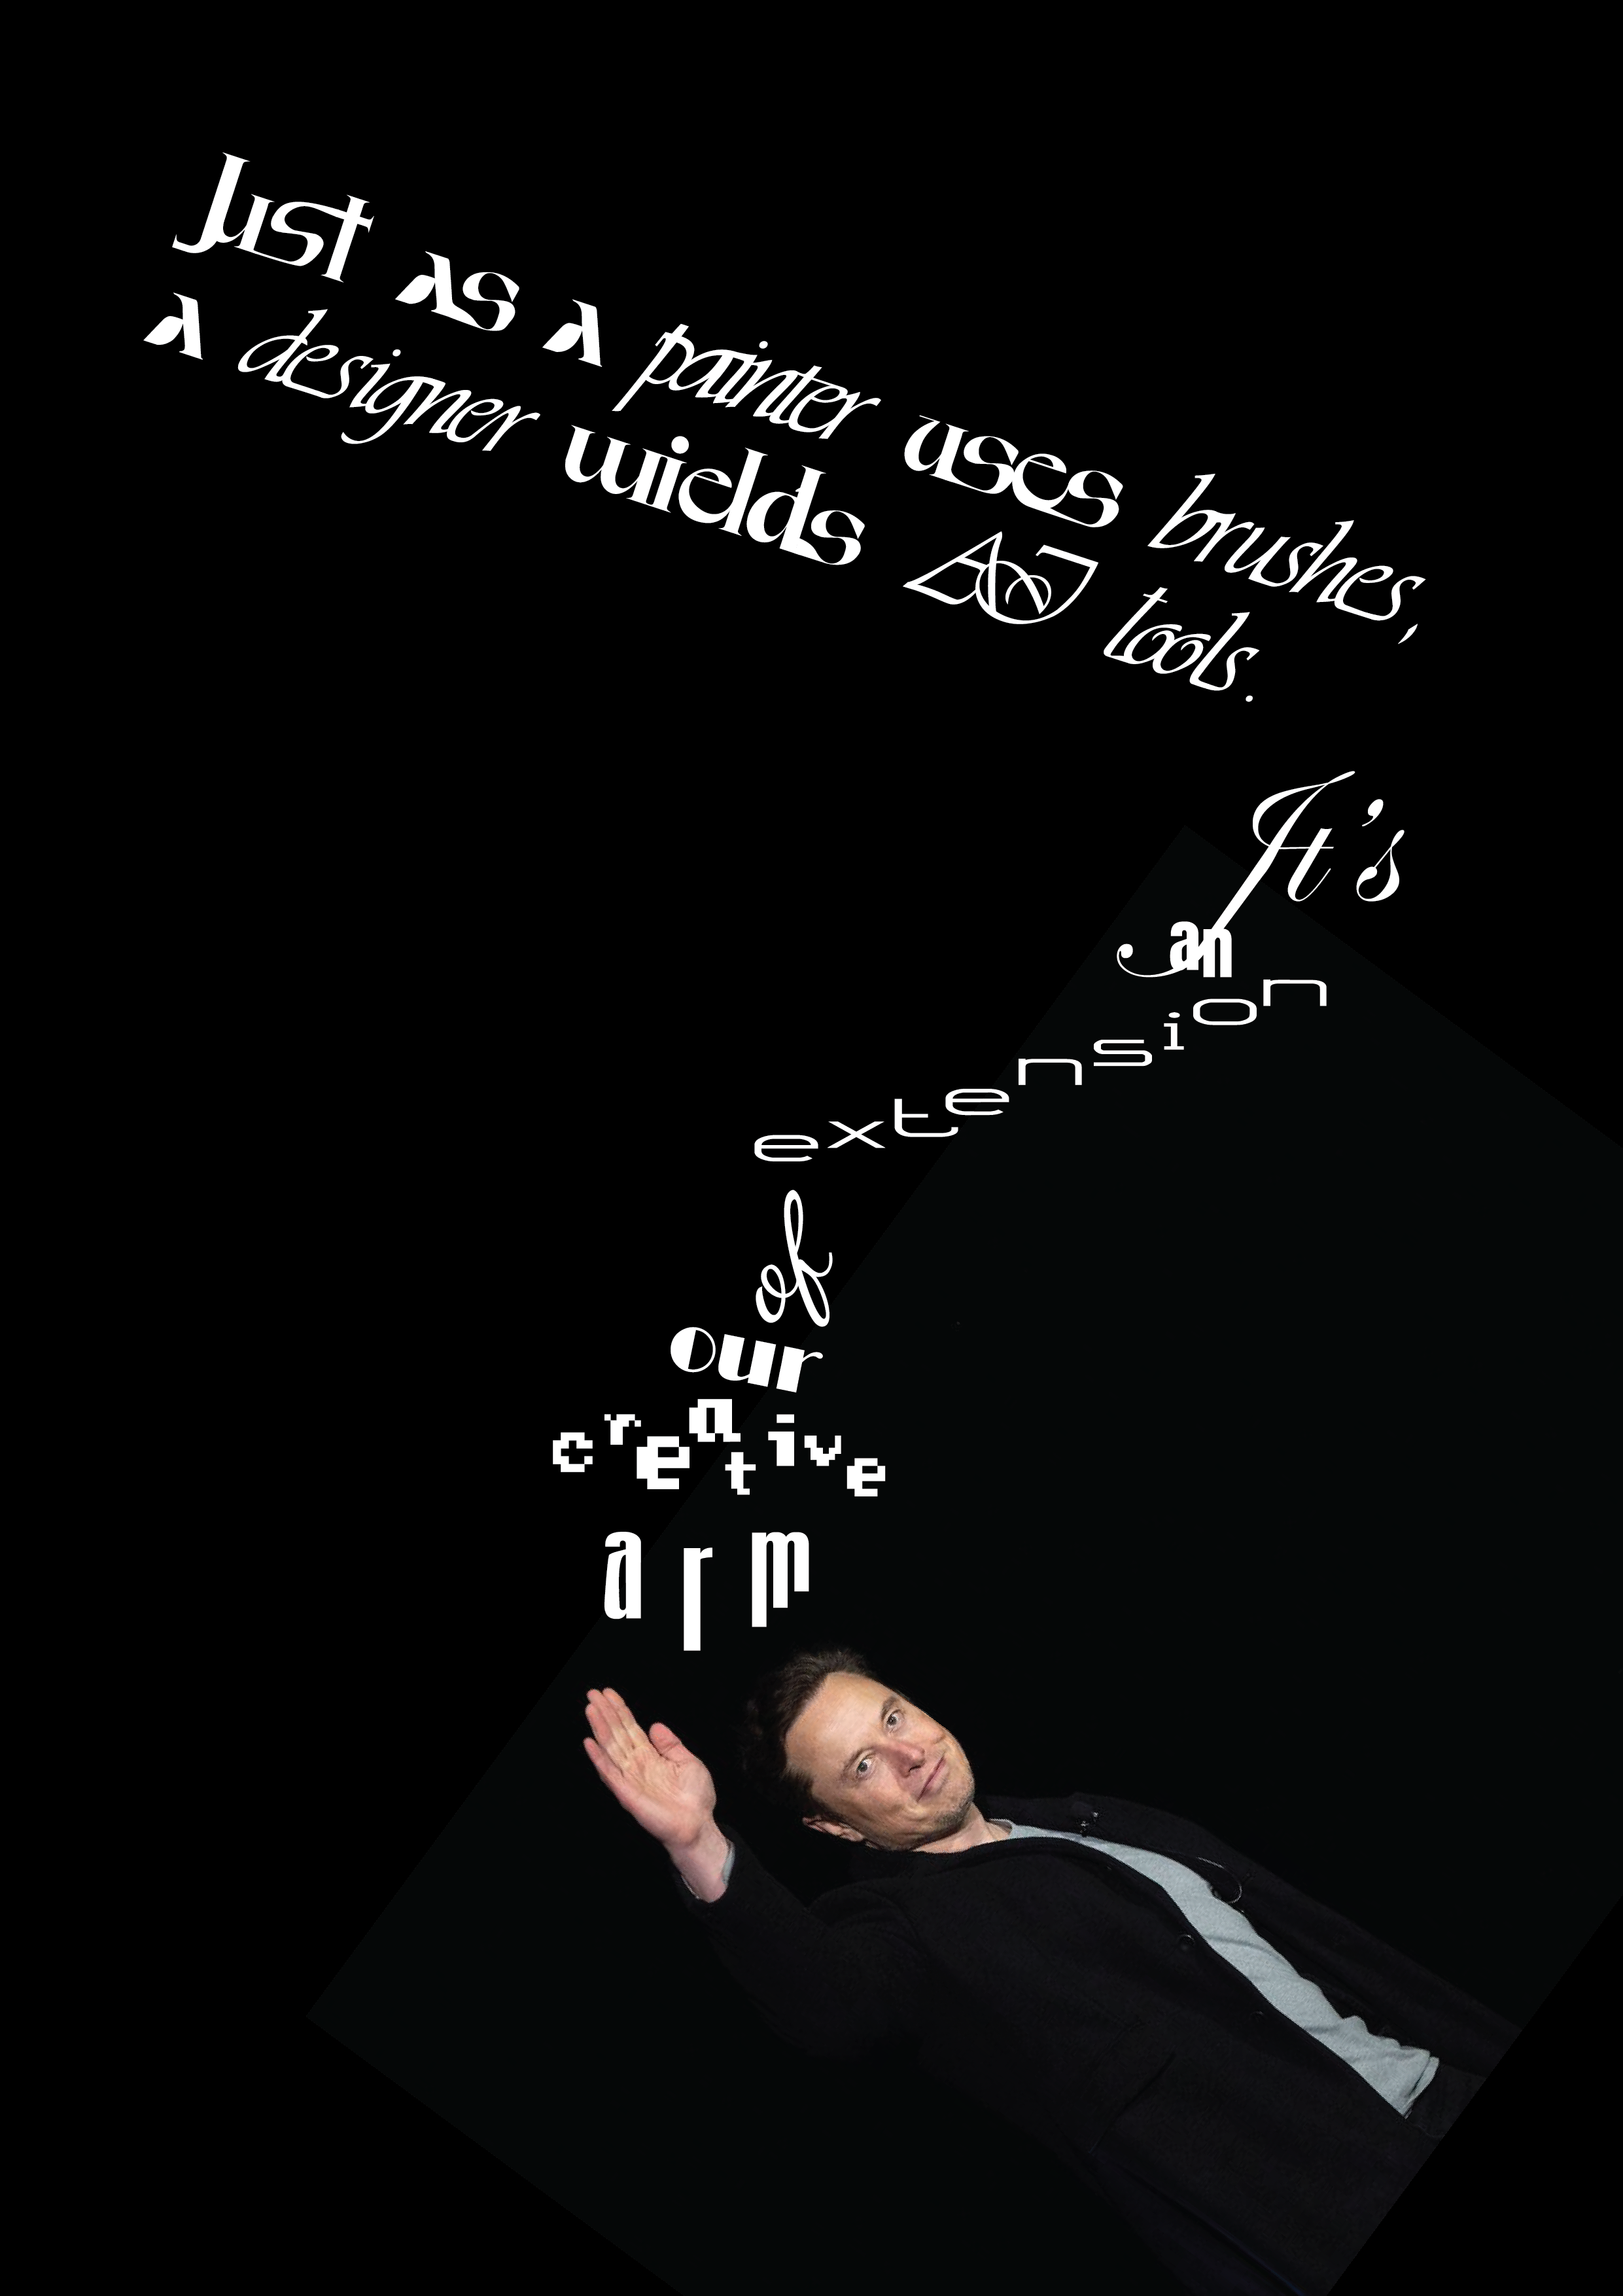 Just as a painter uses brushes,
a designer wields AI tools.
It's
an
extension
of
our
creative
arm